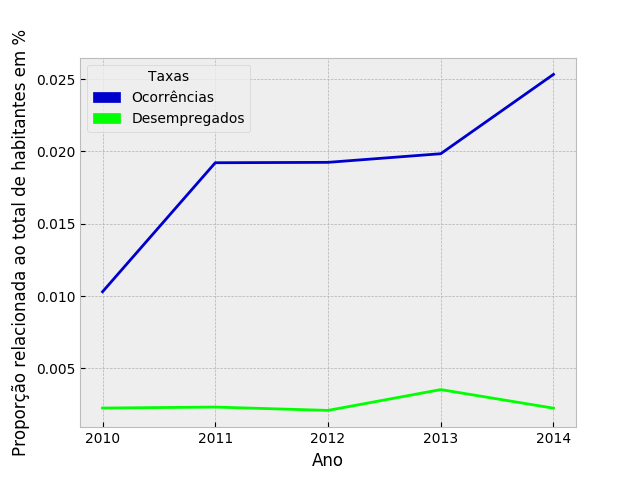 Proporção relacionada ao total de habitantes em %
0.025
0.020
0.015
0.010
0.005
Taxas
Ocorrências
Desempregados
2010 2011 2012 2013 2014
Ano